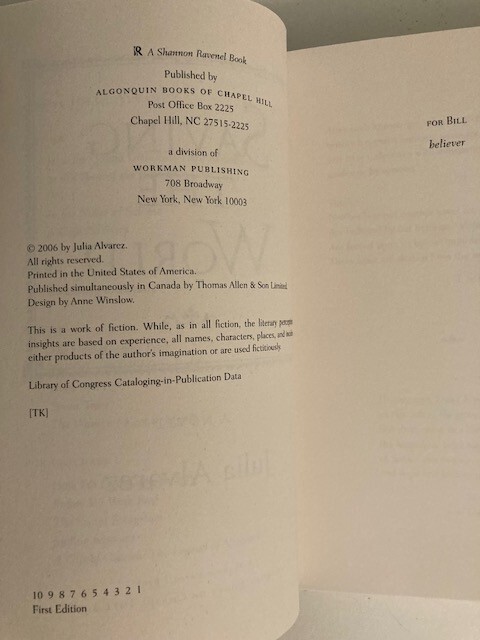 R A Shannon Ravenel Book
Published by
ALGONQUIN BOOKS OF CHAPEL HILL
Post Office Box 2225
Chapel Hill, NC 27515-2225
a division of
WORKMAN PUBLISHING
708 Broadway
New York, New York 10003
© 2006 by Julia Alvarez.
All rights reserved.
Printed in the United States of America.
Published simultaneously in Canada by Thomas Allen & Son Limited.
Design by Anne Winslow.
This is a work of fiction. While, as in all fiction, the literary
insights are based on experience, all names, characters, places, and
either products of the author's imagination or are used fictitiously.
Library of Congress Cataloging-in-Publication Data
[TK]
10 9 8 7 6 5 4 3 2 1
First Edition
FOR BILL
believer